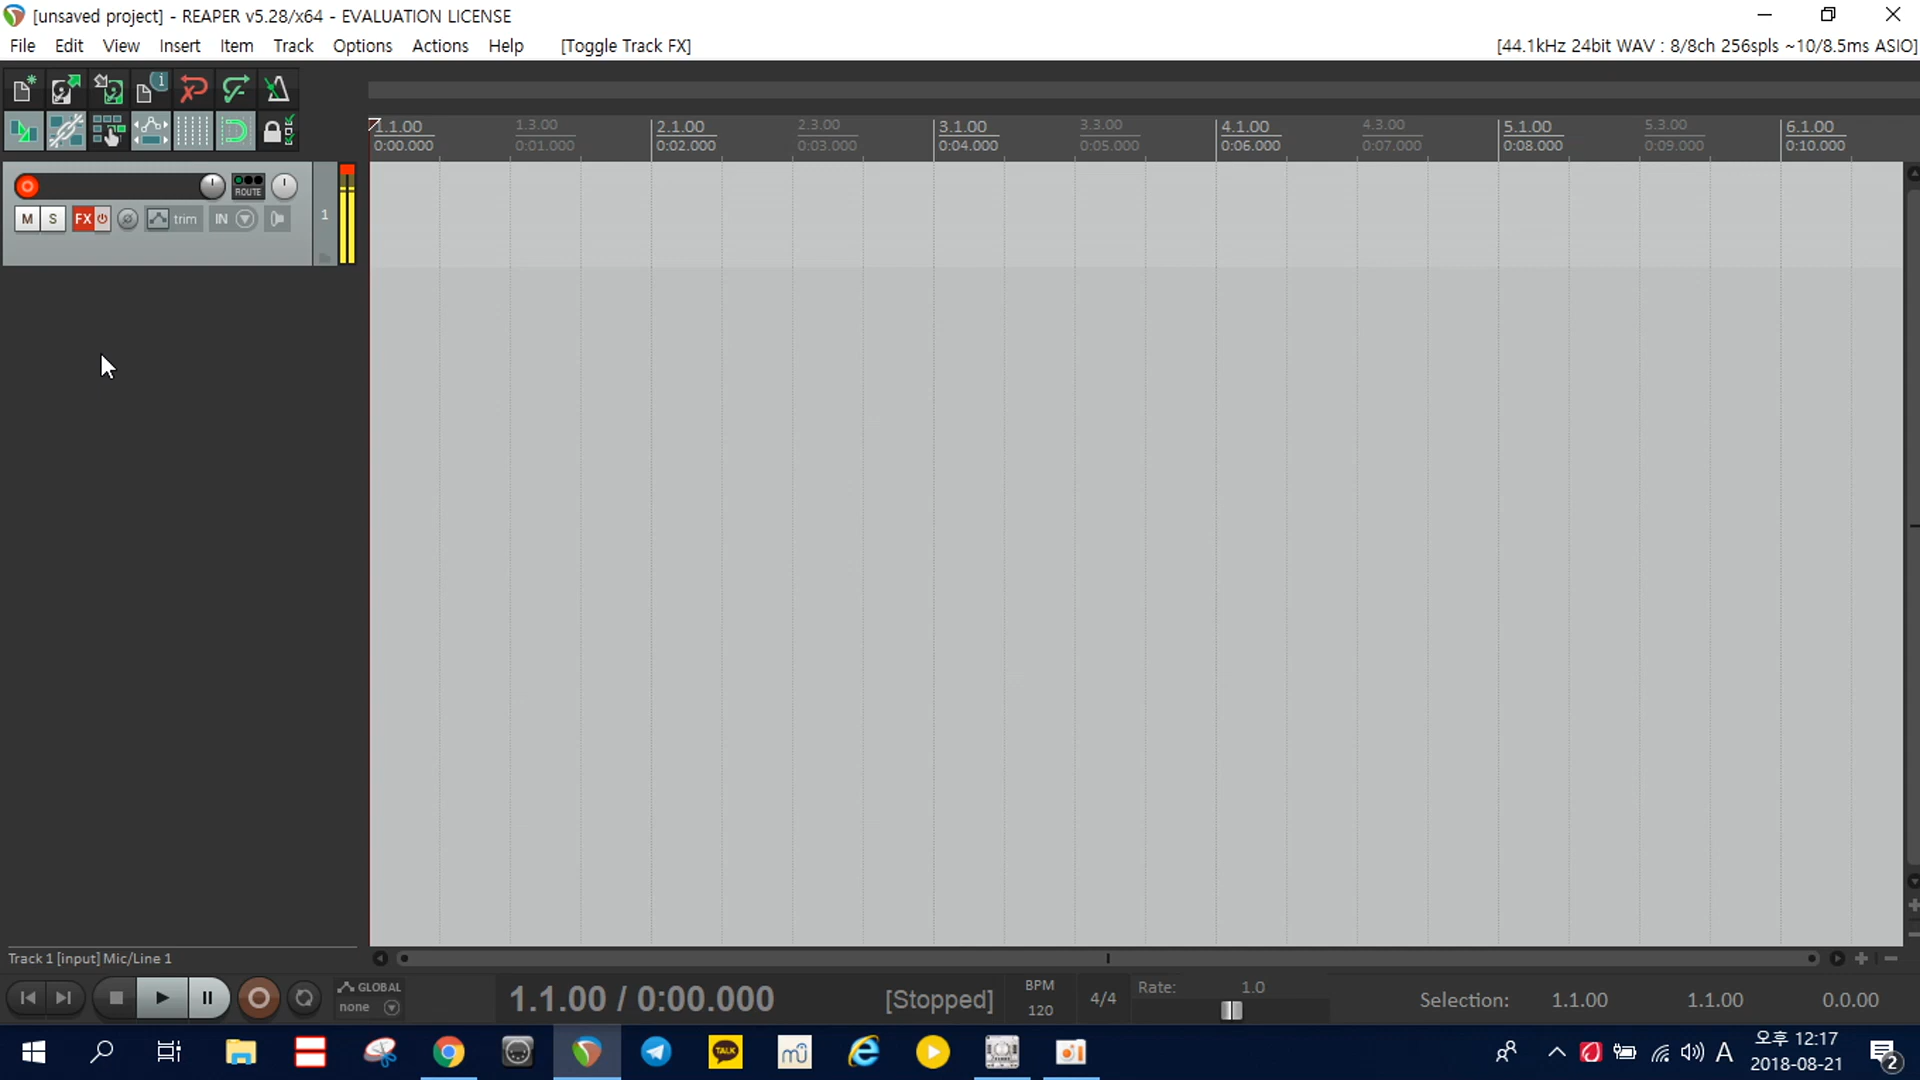 [unsaved project] - REAPER v5.28/x64 - EVALUATION LICENSE
File Edit View Insert Item Track Options Actions Help [Toggle Track FX] [44.1kHz 24bit WAV : 8/8ch 256spls ~10/8.5ms ASIO]
1.1.00 1.3.00 2.1.00 2.3.00 3.1.00 3.3.00 4.1.00 4.3.00 5.1.00 5.3.00 6.1.00
0:00.000 0:01.000 0:02.000 0:03.000 0:04.000 0:05.000 0:06.000 0:07.000 0:08.000 0:09.000 0:10.000
ROUTE
M S FX trim IN 1
Track 1 [input] Mic/Line 1
GLOBAL
none
1.1.00 / 0:00.000 [Stopped]
BPM
120
4/4
Rate: 1.0
Selection: 1.1.00 1.1.00 0.0.00
TALK
A
오후 12:17
2018-08-21
2